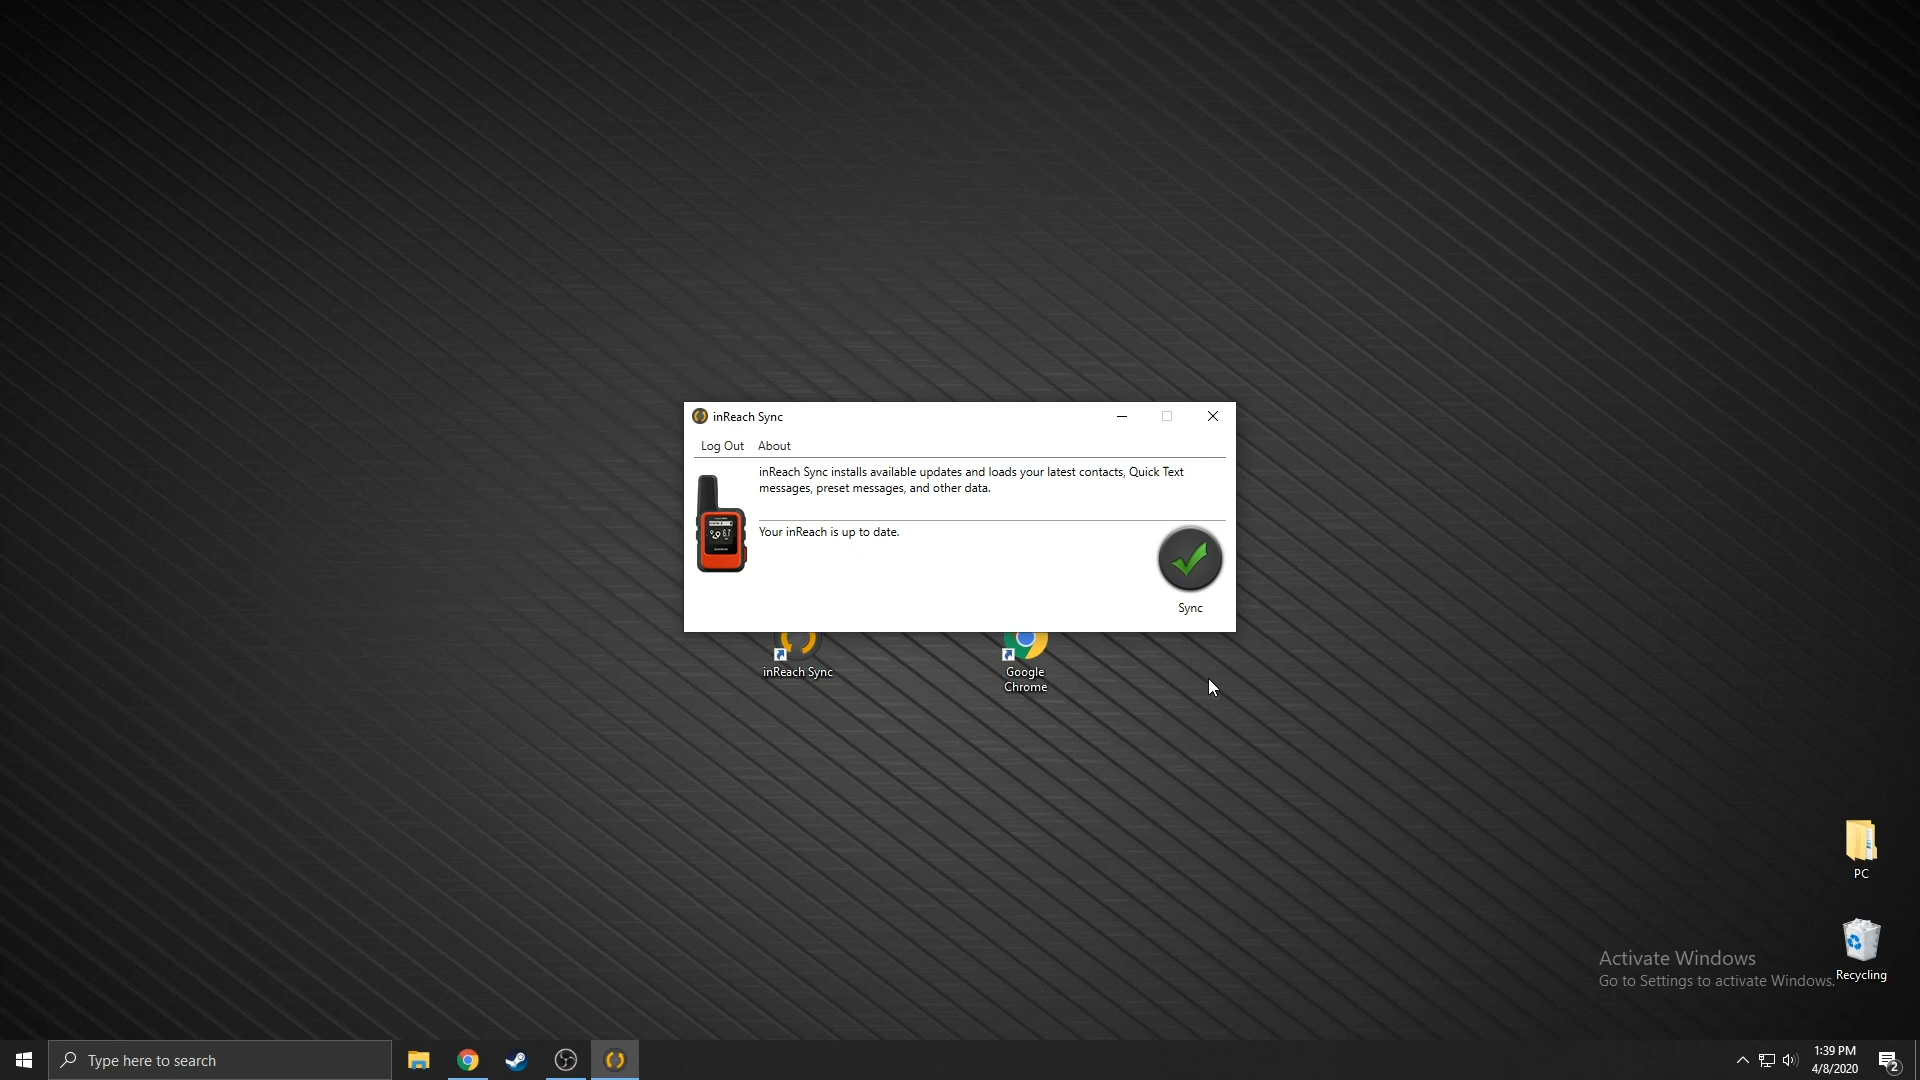 inReach Sync
Log Out About
inReach Sync installs available updates and loads your latest contacts, Quick Text
messages, preset messages, and other data.
Your inReach is up to date.
Sync
inReach Sync
Google
Chrome
PC
Activate Windows
Go to Settings to activate Windows.
Recycling
Type here to search
1:39 PM
4/8/2020
2